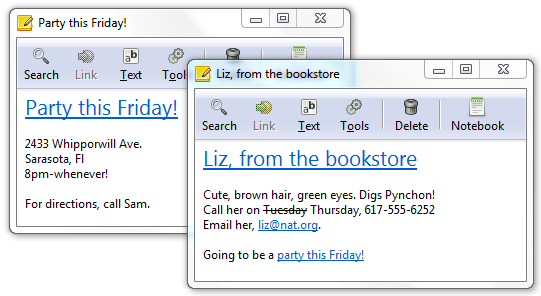 Party this Friday!
Search Link Text Tools
Party this Friday!
2433 Whipporwill Ave.
Sarasota, Fl
8pm-whenever!
For directions, call Sam.
Liz, from the bookstore
Search Link Text Tools Delete Notebook
Liz, from the bookstore
Cute, brown hair, green eyes. Digs Pynchon!
Call her on Tuesday Thursday, 617-555-6252
Email her, liz@nat.org.
Going to be a party this Friday!